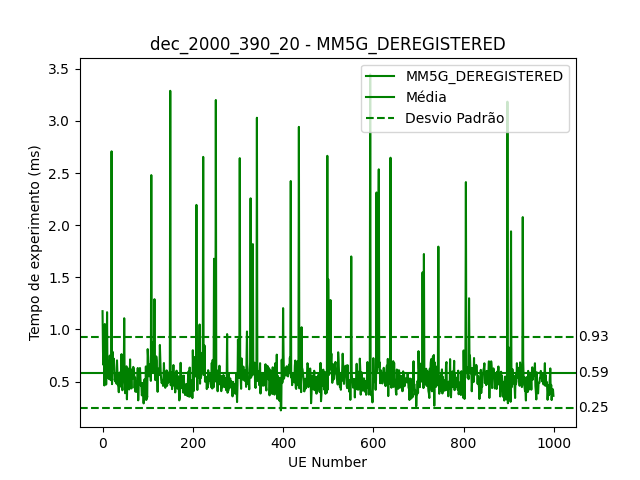 dec_2000_390_20 - MM5G_DEREGISTERED
3.5
3.0
2.5
2.0
1.5
1.0
0.5
Tempo de experimento (ms)
MM5G_DEREGISTERED
Média
Desvio Padrão
0.93
0.59
0.25
0
200
400
600
800
1000
UE Number